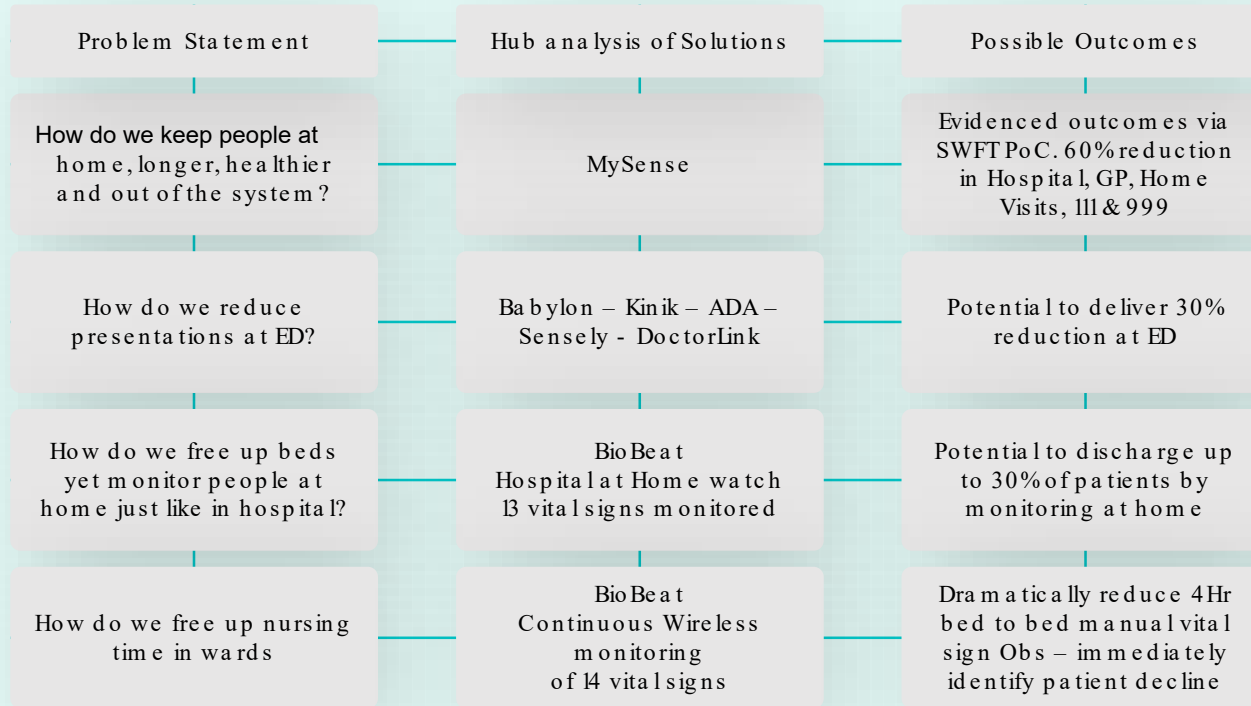 Problem Statement
Hub analysis of Solutions
Possible Outcomes
How do we keep people at
home, longer, healthier
and out of the system?
MySense
Evidenced outcomes via
SWFT PoC. 60% reduction
in Hospital, GP, Home
Visits, 111 & 999
How do we reduce
presentations at ED?
Babylon – Kinik – ADA –
Sensely - DoctorLink
Potential to deliver 30%
reduction at ED
How do we free up beds
yet monitor people at
home just like in hospital?
BioBeat
Hospital at Home watch
13 vital signs monitored
Potential to discharge up
to 30% of patients by
monitoring at home
How do we free up nursing
time in wards
BioBeat
Continuous Wireless
monitoring
of 14 vital signs
Dramatically reduce 4Hr
bed to bed manual vital
sign Obs – immediately
identify patient decline